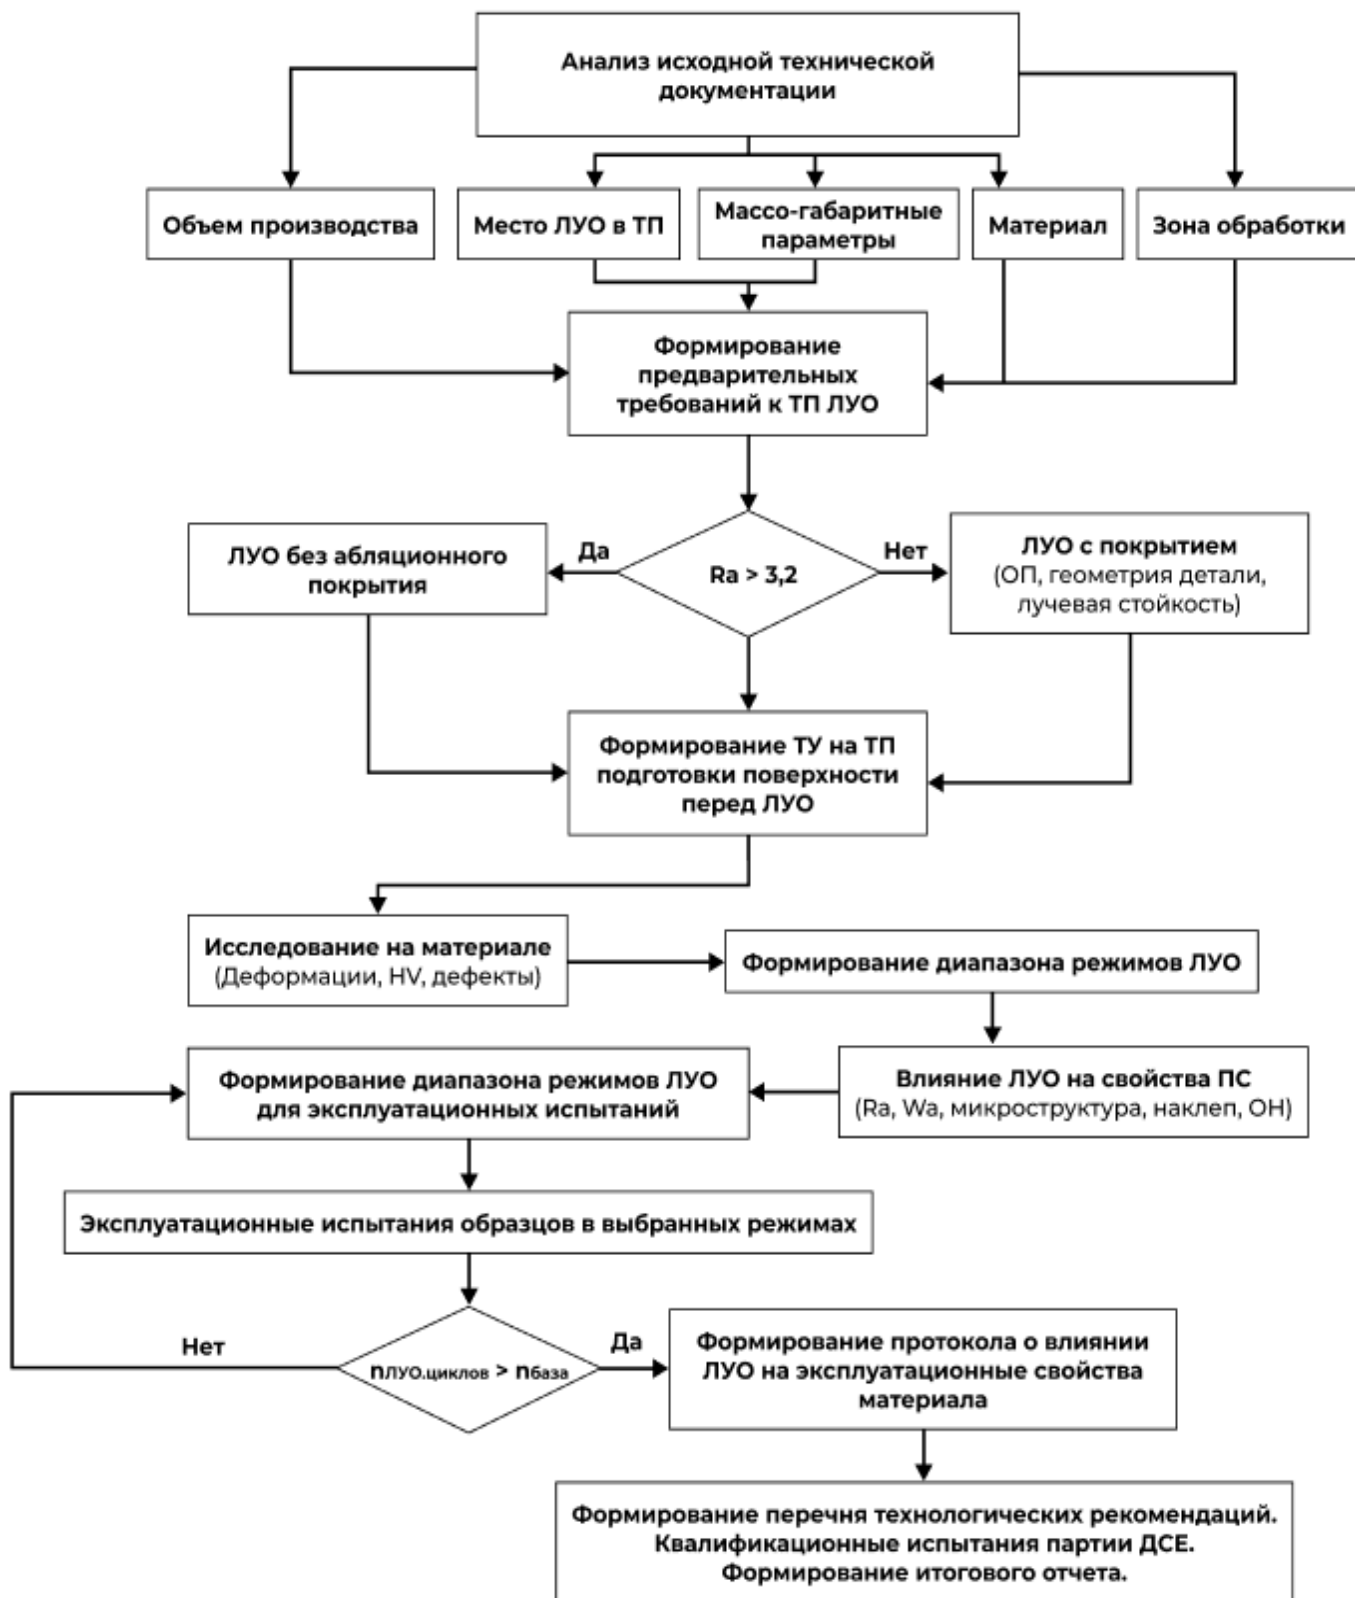 Анализ исходной технической
документации
Объем производства
Место ЛУО в ТП
Массо-габаритные
параметры
Материал
Зона обработки
Формирование
предварительных
требований к ТП ЛУО
ЛУО без абляционного
покрытия
Да
Ra > 3,2
Нет
ЛУО с покрытием
(ОП, геометрия детали,
лучевая стойкость)
Формирование ТУ на ТП
подготовки поверхности
перед ЛУО
Исследование на материале
(Деформации, HV, дефекты)
Формирование диапазона режимов ЛУО
Влияние ЛУО на свойства ПС
(Ra, Wa, микроструктура, наклеп, ОН)
Формирование диапазона режимов ЛУО
для эксплуатационных испытаний
Эксплуатационные испытания образцов в выбранных режимах
Нет
nЛУО.циклов > nбаза
Да
Формирование протокола о влиянии
ЛУО на эксплуатационные свойства
материала
Формирование перечня технологических рекомендаций.
Квалификационные испытания партии ДСЕ.
Формирование итогового отчета.